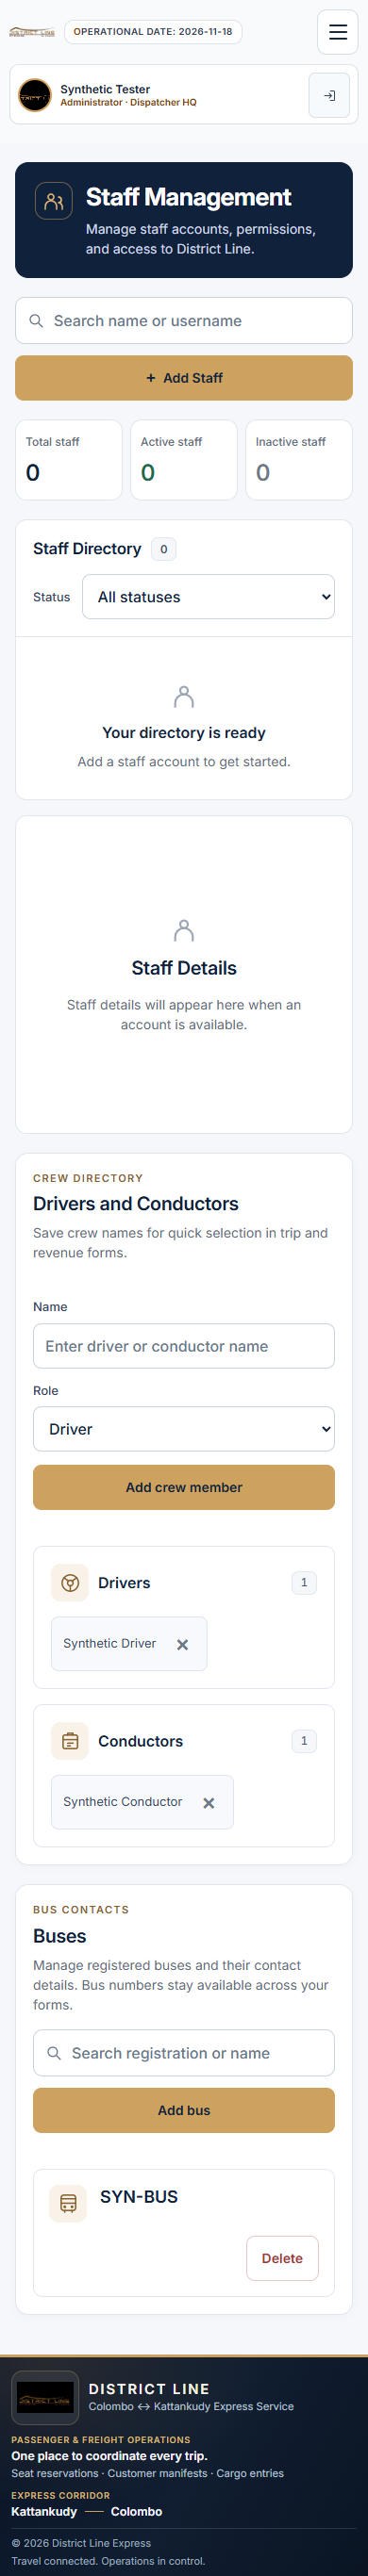 DISTRICT LINE
OPERATIONAL DATE: 2026-11-18
Synthetic Tester
Administrator · Dispatcher HQ
Staff Management
Manage staff accounts, permissions,
and access to District Line.
Search name or username
+ Add Staff
Total staff
Active staff
Inactive staff
0
0
0
Staff Directory
0
Status
All statuses
Your directory is ready
Add a staff account to get started.
Staff Details
Staff details will appear here when an
account is available.
CREW DIRECTORY
Drivers and Conductors
Save crew names for quick selection in trip and
revenue forms.
Name
Enter driver or conductor name
Role
Driver
Add crew member
Drivers
1
Synthetic Driver ×
Conductors
1
Synthetic Conductor ×
BUS CONTACTS
Buses
Manage registered buses and their contact
details. Bus numbers stay available across your
forms.
Search registration or name
Add bus
SYN-BUS
Delete
DISTRICT LINE
Colombo ↔ Kattankudy Express Service
PASSENGER & FREIGHT OPERATIONS
One place to coordinate every trip.
Seat reservations · Customer manifests · Cargo entries
EXPRESS CORRIDOR
Kattankudy — Colombo
© 2026 District Line Express
Travel connected. Operations in control.